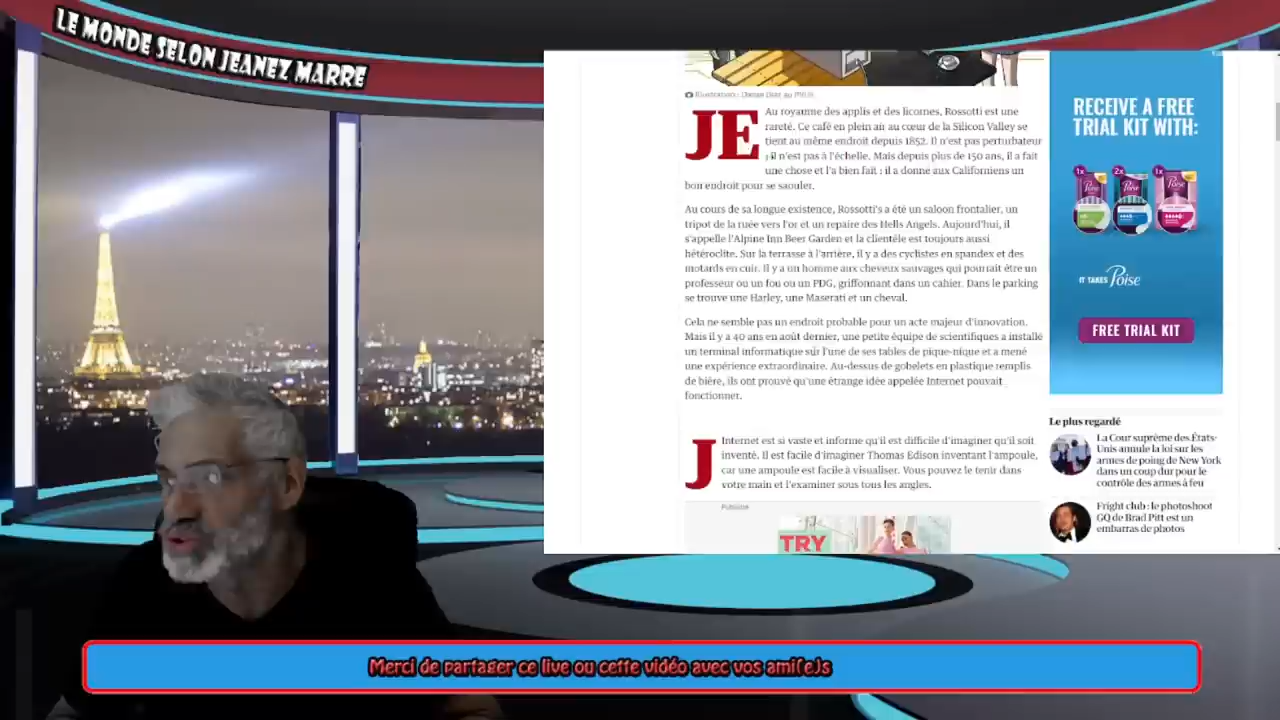 LE MONDE SELON JEANEZ MARRE
JE
Au royaume des applis et des licornes, Rossotti est une
rareté. Ce café en plein air au cœur de la Silicon Valley se
tient au même endroit depuis 1852. Il n'est pas perturbateur
; il n'est pas à l'échelle. Mais depuis plus de 150 ans, il a fait
une chose et l'a bien fait : il a donné aux Californiens un
bon endroit pour se saouler.
Au cours de sa longue existence, Rossotti's a été un saloon frontalier, un
tripot de la ruée vers l'or et un repaire des Hells Angels. Aujourd'hui, il
s'appelle l'Alpine Inn Beer Garden et la clientèle est toujours aussi
hétéroclite. Sur la terrasse à l'arrière, il y a des cyclistes en spandex et des
motards en cuir. Il y a un homme aux cheveux sauvages qui pourrait être un
professeur ou un fou ou un PDG, griffonnant dans un cahier. Dans le parking
se trouve une Harley, une Maserati et un cheval.
Cela ne semble pas un endroit probable pour un acte majeur d'innovation.
Mais il y a 40 ans en août dernier, une petite équipe de scientifiques a installé
un terminal informatique sur l'une de ses tables de pique-nique et a mené
une expérience extraordinaire. Au-dessus de gobelets en plastique remplis
de bière, ils ont prouvé qu'une étrange idée appelée Internet pouvait
fonctionner.
J
Internet est si vaste et informe qu'il est difficile d'imaginer qu'il soit
inventé. Il est facile d'imaginer Thomas Edison inventant l'ampoule,
car une ampoule est facile à visualiser. Vous pouvez le tenir dans
votre main et l'examiner sous tous les angles.
Publicité
TRY
RECEIVE A FREE
TRIAL KIT WITH:
1x
2x
1x
Poise
Poise
Poise
IT TAKES Poise
FREE TRIAL KIT
Le plus regardé
La Cour suprême des États-
Unis annule la loi sur les
armes de poing de New York
dans un coup dur pour le
contrôle des armes à feu
Fright club : le photoshoot
GQ de Brad Pitt est un
embarras de photos
Merci de partager ce live ou cette vidéo avec vos ami(e)s